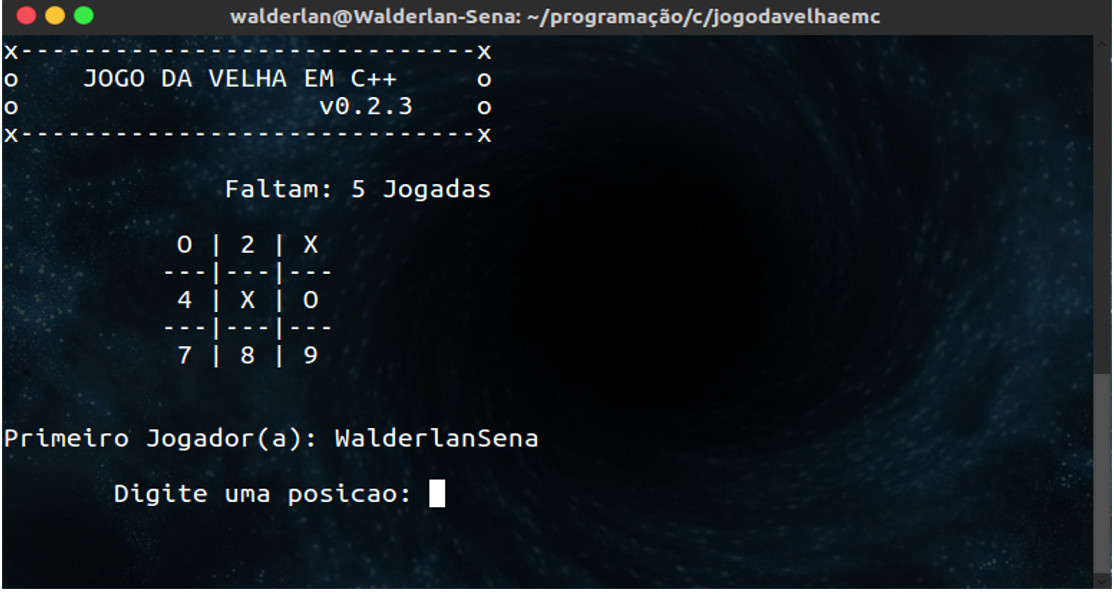 walderlan@Walderlan-Sena: ~/programação/c/jogodavelhaemc
x-----------------------------x
o    JOGO DA VELHA EM C++     o
o                   v0.2.3    o
x-----------------------------x
Faltam: 5 Jogadas
O | 2 | X
---|---|---
4 | X | O
---|---|---
7 | 8 | 9
Primeiro Jogador(a): WalderlanSena
Digite uma posicao: